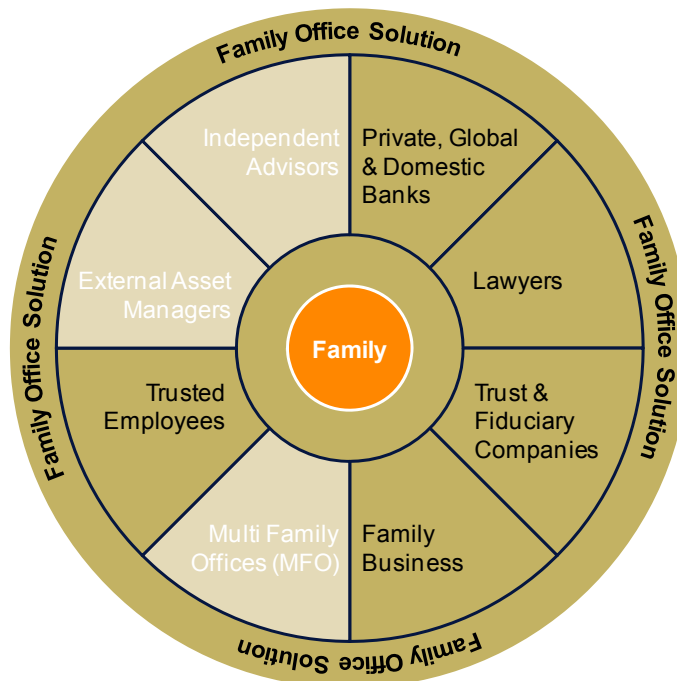 Family Office Solution
Independent
Advisors
Private, Global
& Domestic
Banks
Family Office Solution
Family Office Solution
External Asset
Managers
Lawyers
Family
Trusted
Employees
Trust &
Fiduciary
Companies
Multi Family
Offices (MFO)
Family
Business
Family Office Solution